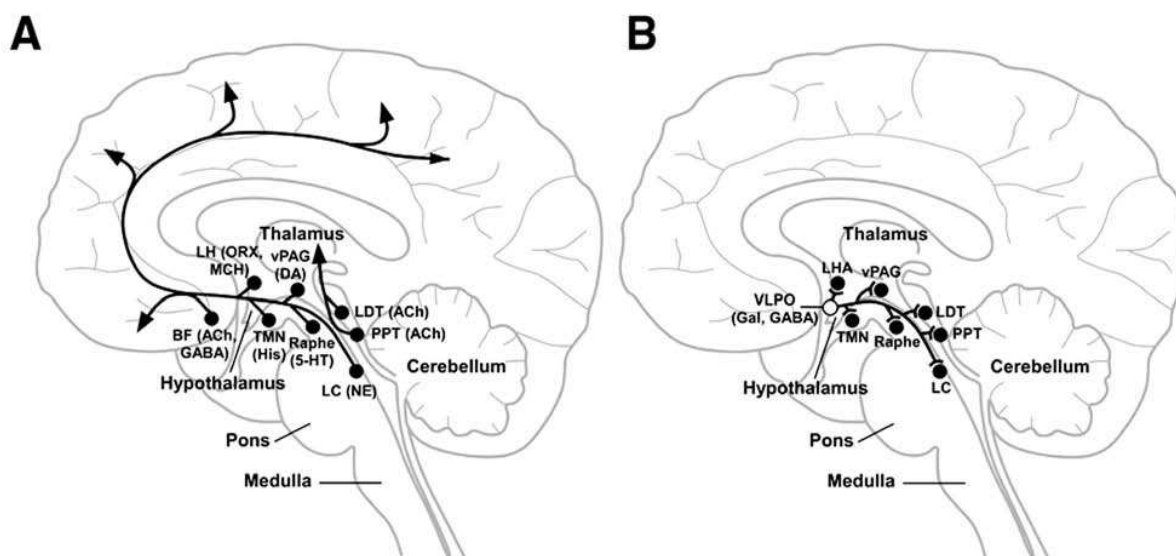 A
Thalamus
LH (ORX,
MCH)
vPAG
(DA)
LDT (ACh)
PPT (ACh)
BF (ACh,
GABA)
TMN
(His)
Raphe
(5-HT)
Hypothalamus
LC (NE)
Cerebellum
Pons
Medulla
B
Thalamus
LHA
vPAG
VLPO
(Gal, GABA)
LDT
TMN
Raphe
PPT
Hypothalamus
LC
Cerebellum
Pons
Medulla